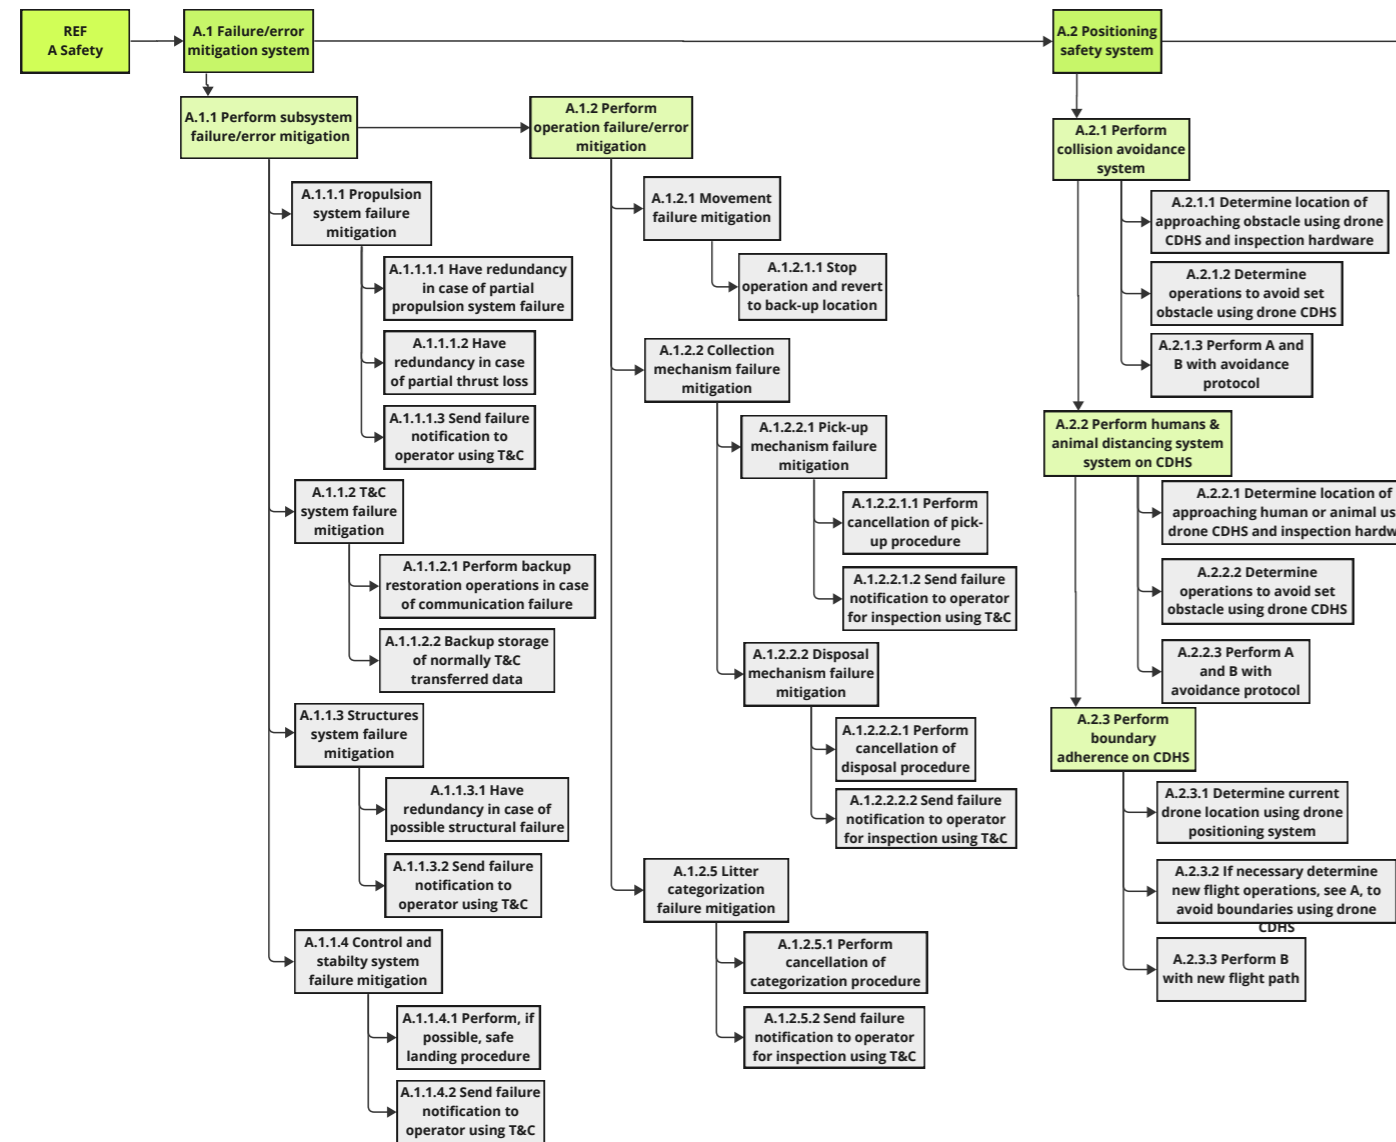 REF
A Safety
A.1 Failure/error
mitigation system
A.2 Positioning
safety system
A.1.1 Perform subsystem
failure/error mitigation
A.1.1.1 Propulsion
system failure
mitigation
A.1.1.1.1 Have redundancy
in case of partial
propulsion system failure
A.1.1.1.2 Have
redundancy in case
of partial thrust loss
A.1.1.1.3 Send failure
notification to
operator using T&C
A.1.1.2 T&C
system failure
mitigation
A.1.1.2.1 Perform backup
restoration operations in case
of communication failure
A.1.1.2.2 Backup storage
of normally T&C
transferred data
A.1.1.3 Structures
system failure
mitigation
A.1.1.3.1 Have
redundancy in case of
possible structural failure
A.1.1.3.2 Send failure
notification to
operator using T&C
A.1.1.4 Control and
stabilty system
failure mitigation
A.1.1.4.1 Perform, if
possible, safe
landing procedure
A.1.1.4.2 Send failure
notification to
operator using T&C
A.1.2 Perform
operation failure/error
mitigation
A.1.2.1 Movement
failure mitigation
A.1.2.1.1 Stop
operation and revert
to back-up location
A.1.2.2 Collection
mechanism failure
mitigation
A.1.2.2.1 Pick-up
mechanism failure
mitigation
A.1.2.2.1.1 Perform
cancellation of pick-
up procedure
A.1.2.2.1.2 Send failure
notification to operator
for inspection using T&C
A.1.2.2.2 Disposal
mechanism failure
mitigation
A.1.2.2.2.1 Perform
cancellation of
disposal procedure
A.1.2.2.2.2 Send failure
notification to operator
for inspection using T&C
A.1.2.5 Litter
categorization
failure mitigation
A.1.2.5.1 Perform
cancellation of
categorization procedure
A.1.2.5.2 Send failure
notification to operator
for inspection using T&C
A.2.1 Perform
collision avoidance
system
A.2.1.1 Determine location of
approaching obstacle using drone
CDHS and inspection hardware
A.2.1.2 Determine
operations to avoid set
obstacle using drone CDHS
A.2.1.3 Perform A and
B with avoidance
protocol
A.2.2 Perform humans &
animal distancing system
system on CDHS
A.2.2.1 Determine location of
approaching human or animal us
drone CDHS and inspection hardw
A.2.2.2 Determine
operations to avoid set
obstacle using drone CDHS
A.2.2.3 Perform A
and B with
avoidance protocol
A.2.3 Perform
boundary
adherence on CDHS
A.2.3.1 Determine current
drone location using drone
positioning system
A.2.3.2 If necessary determine
new flight operations, see A, to
avoid boundaries using drone
CDHS
A.2.3.3 Perform B
with new flight path